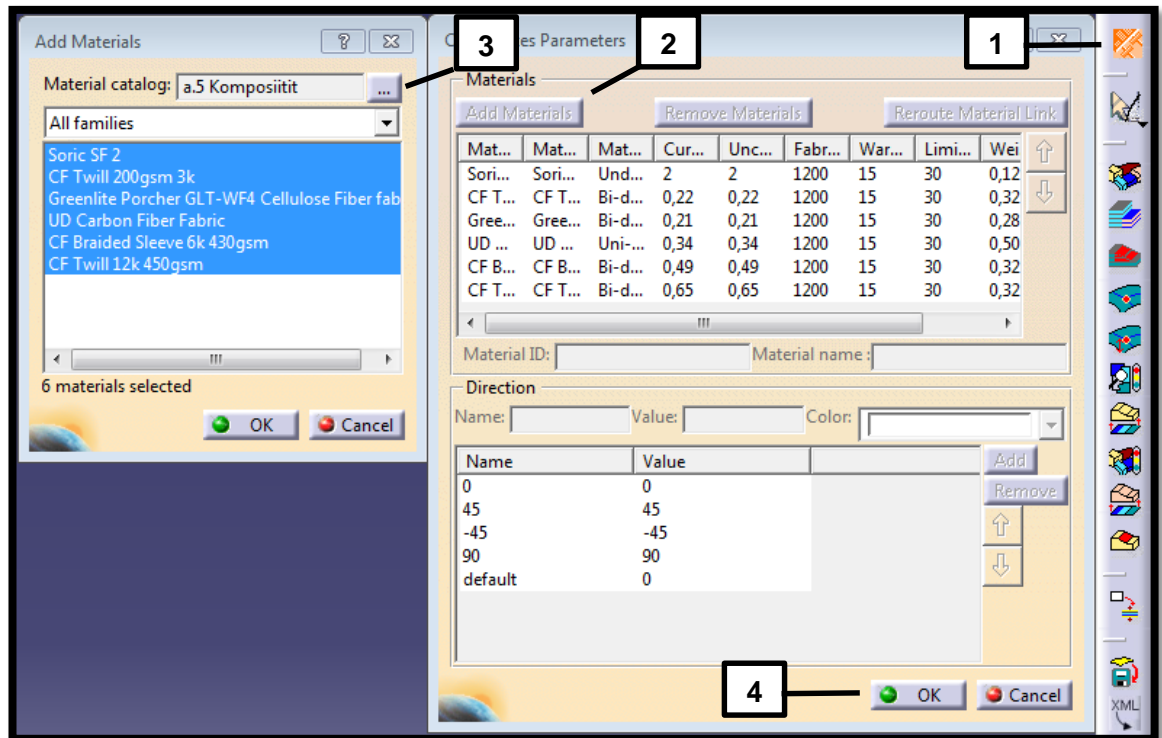 Add Materials
Material catalog: a.5 Komposiitit ...
All families
Soric SF 2
CF Twill 200gsm 3k
Greenlite Porcher GLT-WF4 Cellulose Fiber fab
UD Carbon Fiber Fabric
CF Braided Sleeve 6k 430gsm
CF Twill 12k 450gsm
6 materials selected
OK Cancel
3
es Parameters
2
1
Materials
Add Materials Remove Materials Reroute Material Link
Mat... Mat... Mat... Cur... Unc... Fabr... War... Limi... Wei
Sori... Sori... Und... 2 2 1200 15 30 0,12
CF T... CF T... Bi-d... 0,22 0,22 1200 15 30 0,32
Gree... Gree... Bi-d... 0,21 0,21 1200 15 30 0,28
UD ... UD ... Uni-... 0,34 0,34 1200 15 30 0,50
CF B... CF B... Bi-d... 0,49 0,49 1200 15 30 0,32
CF T... CF T... Bi-d... 0,65 0,65 1200 15 30 0,32
Material ID: Material name :
Direction
Name: Value: Color:
Name Value
Add
0 0
Remove
45 45
-45 -45
90 90
default 0
4
OK Cancel
XML